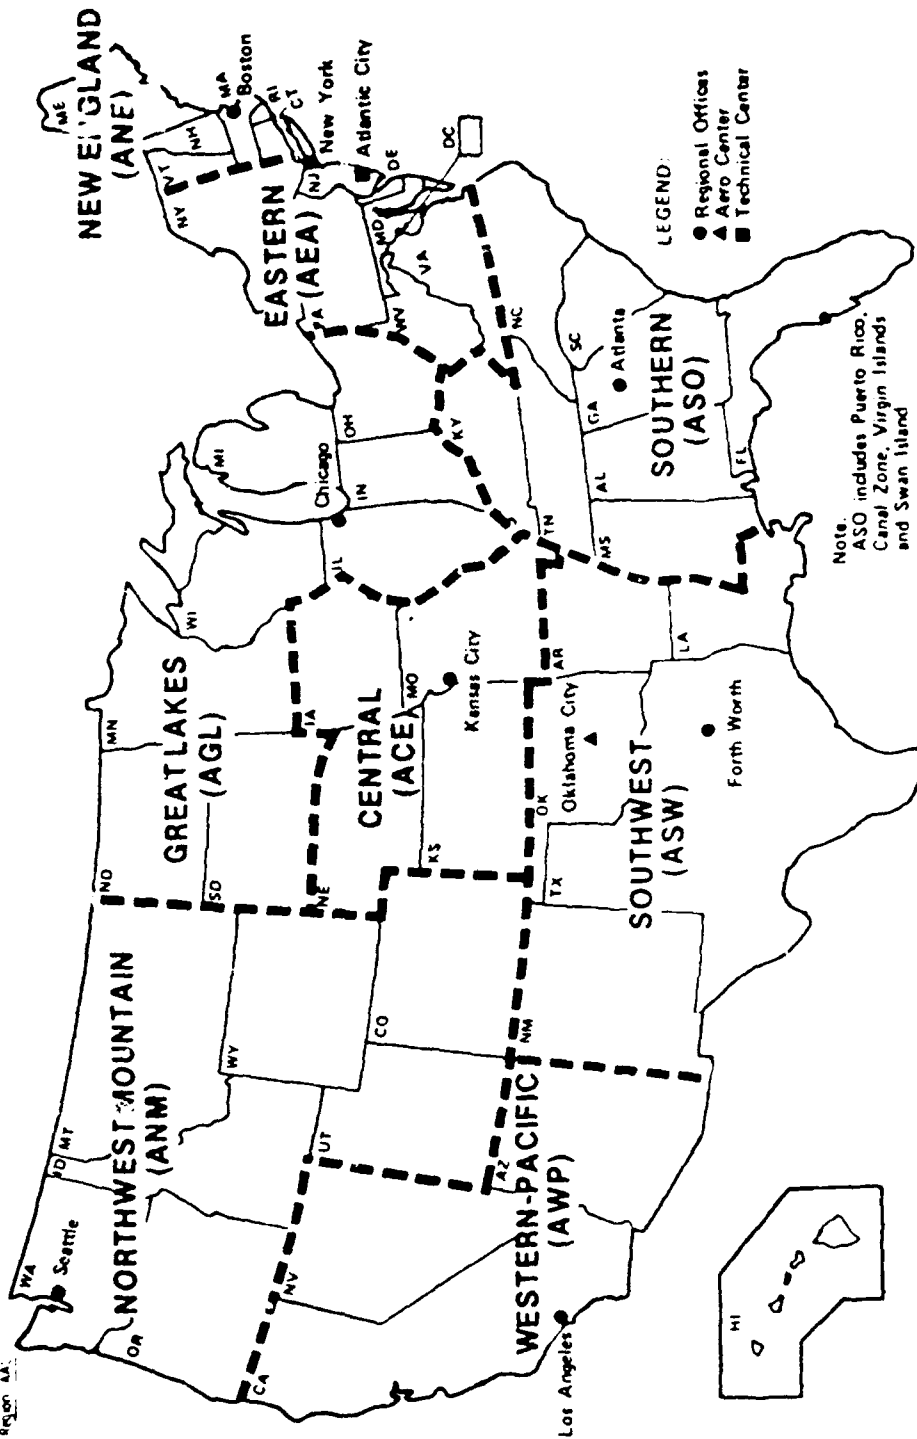 Region AA
WA
Seattle
OR
ID
MT
NORTHWEST MOUNTAIN
(ANM)
WY
ND
SD
MN
GREAT LAKES
(AGL)
WI
MI
Chicago
IL
IN
OH
NE
IA
CENTRAL
(ACE)
MO
Kansas City
KS
KY
NEW ENGLAND
(ANE)
ME
VT
NH
MA
Boston
RI
CT
NY
New York
NJ
Atlantic City
EASTERN
(AEA)
PA
MD
DE
DC
WV
VA
CA
NV
UT
CO
AZ
NM
WESTERN-PACIFIC
(AWP)
Los Angeles
HI
TX
OK
Oklahoma City
AR
SOUTHWEST
(ASW)
Forth Worth
LA
TN
NC
SC
MS
AL
GA
Atlanta
SOUTHERN
(ASO)
FL
LEGEND:
Regional Offices
Aero Center
Technical Center
Note.
ASO includes Puerto Rico,
Canal Zone, Virgin Islands
and Swan Island